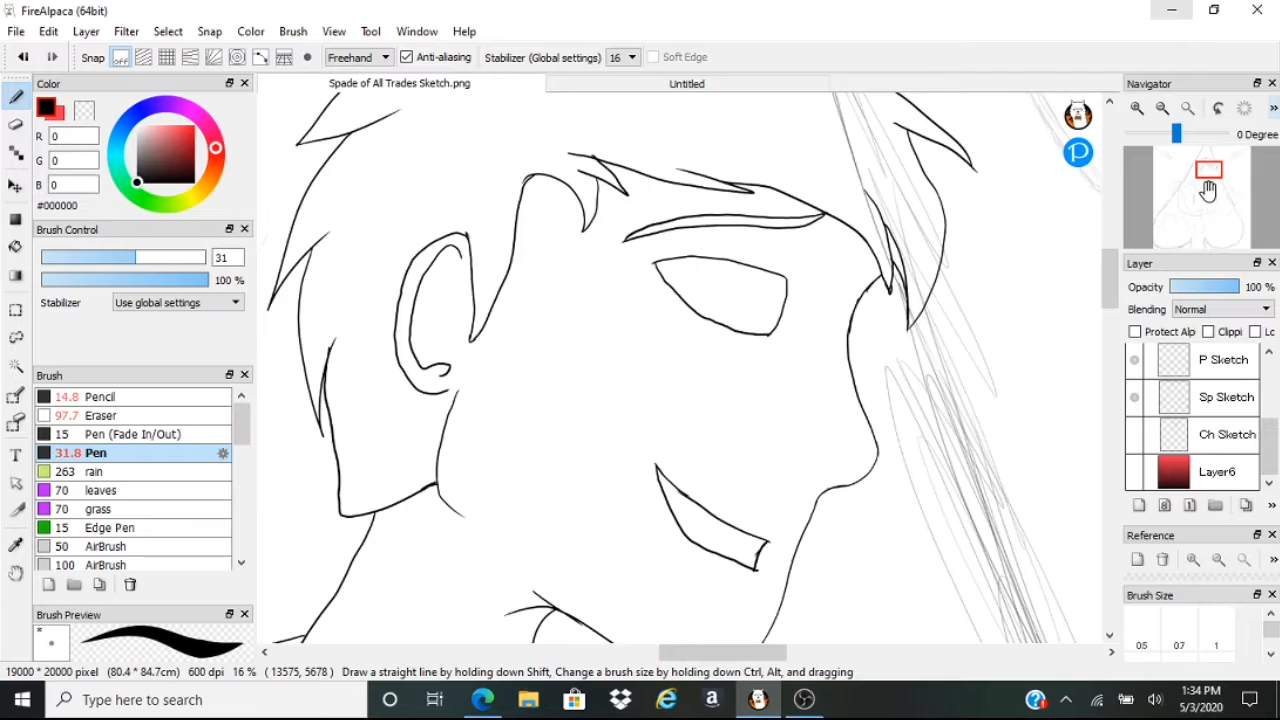 FireAlpaca (64bit)
File Edit Layer Filter Select Snap Color Brush View Tool Window Help
Snap off Freehand Anti-aliasing Stabilizer (Global settings) 16 Soft Edge
Color Spade of All Trades Sketch.png Untitled Navigator
R 0
G 0
B 0
#000000
0 Degree
P
Brush Control
31
100 %
Stabilizer Use global settings
Layer
Opacity 100 %
Blending Normal
Protect Alp Clippi Lc
P Sketch
Sp Sketch
Ch Sketch
Layer6
Brush
14.8 Pencil
97.7 Eraser
15 Pen (Fade In/Out)
31.8 Pen
263 rain
70 leaves
70 grass
15 Edge Pen
50 AirBrush
100 AirBrush
T
8 1
Reference
Brush Size
05 07 1
Brush Preview
*
19000 * 20000 pixel (80.4 * 84.7cm) 600 dpi 16 % ( 13575, 5678 ) Draw a straight line by holding down Shift, Change a brush size by holding down Ctrl, Alt, and dragging
Type here to search
1:34 PM
5/3/2020